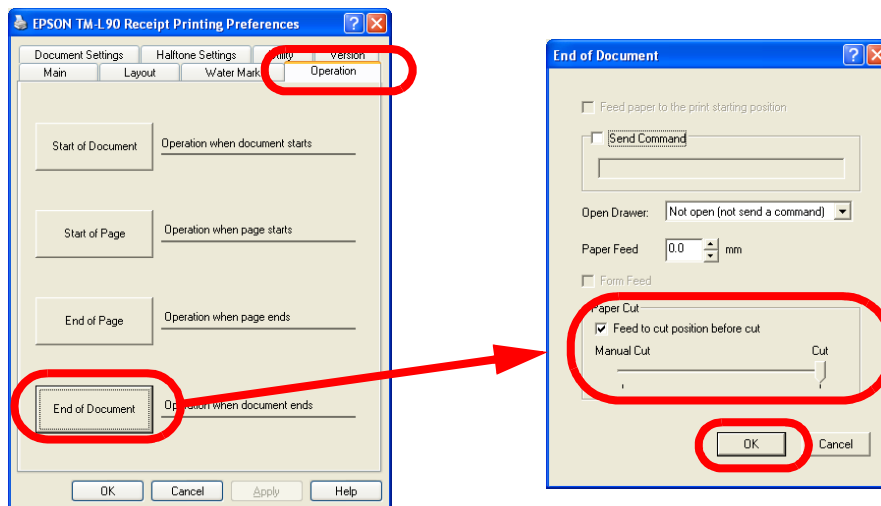 EPSON TM-L90 Receipt Printing Preferences
Document Settings Halftone Settings Utility Version
Main Layout Water Mark Operation
Start of Document Operation when document starts
Start of Page Operation when page starts
End of Page Operation when page ends
End of Document Operation when document ends
OK Cancel Apply Help
End of Document
Feed paper to the print starting position
Send Command
Open Drawer: Not open (not send a command)
Paper Feed 0.0 mm
Form Feed
Paper Cut
Feed to cut position before cut
Manual Cut Cut
OK Cancel